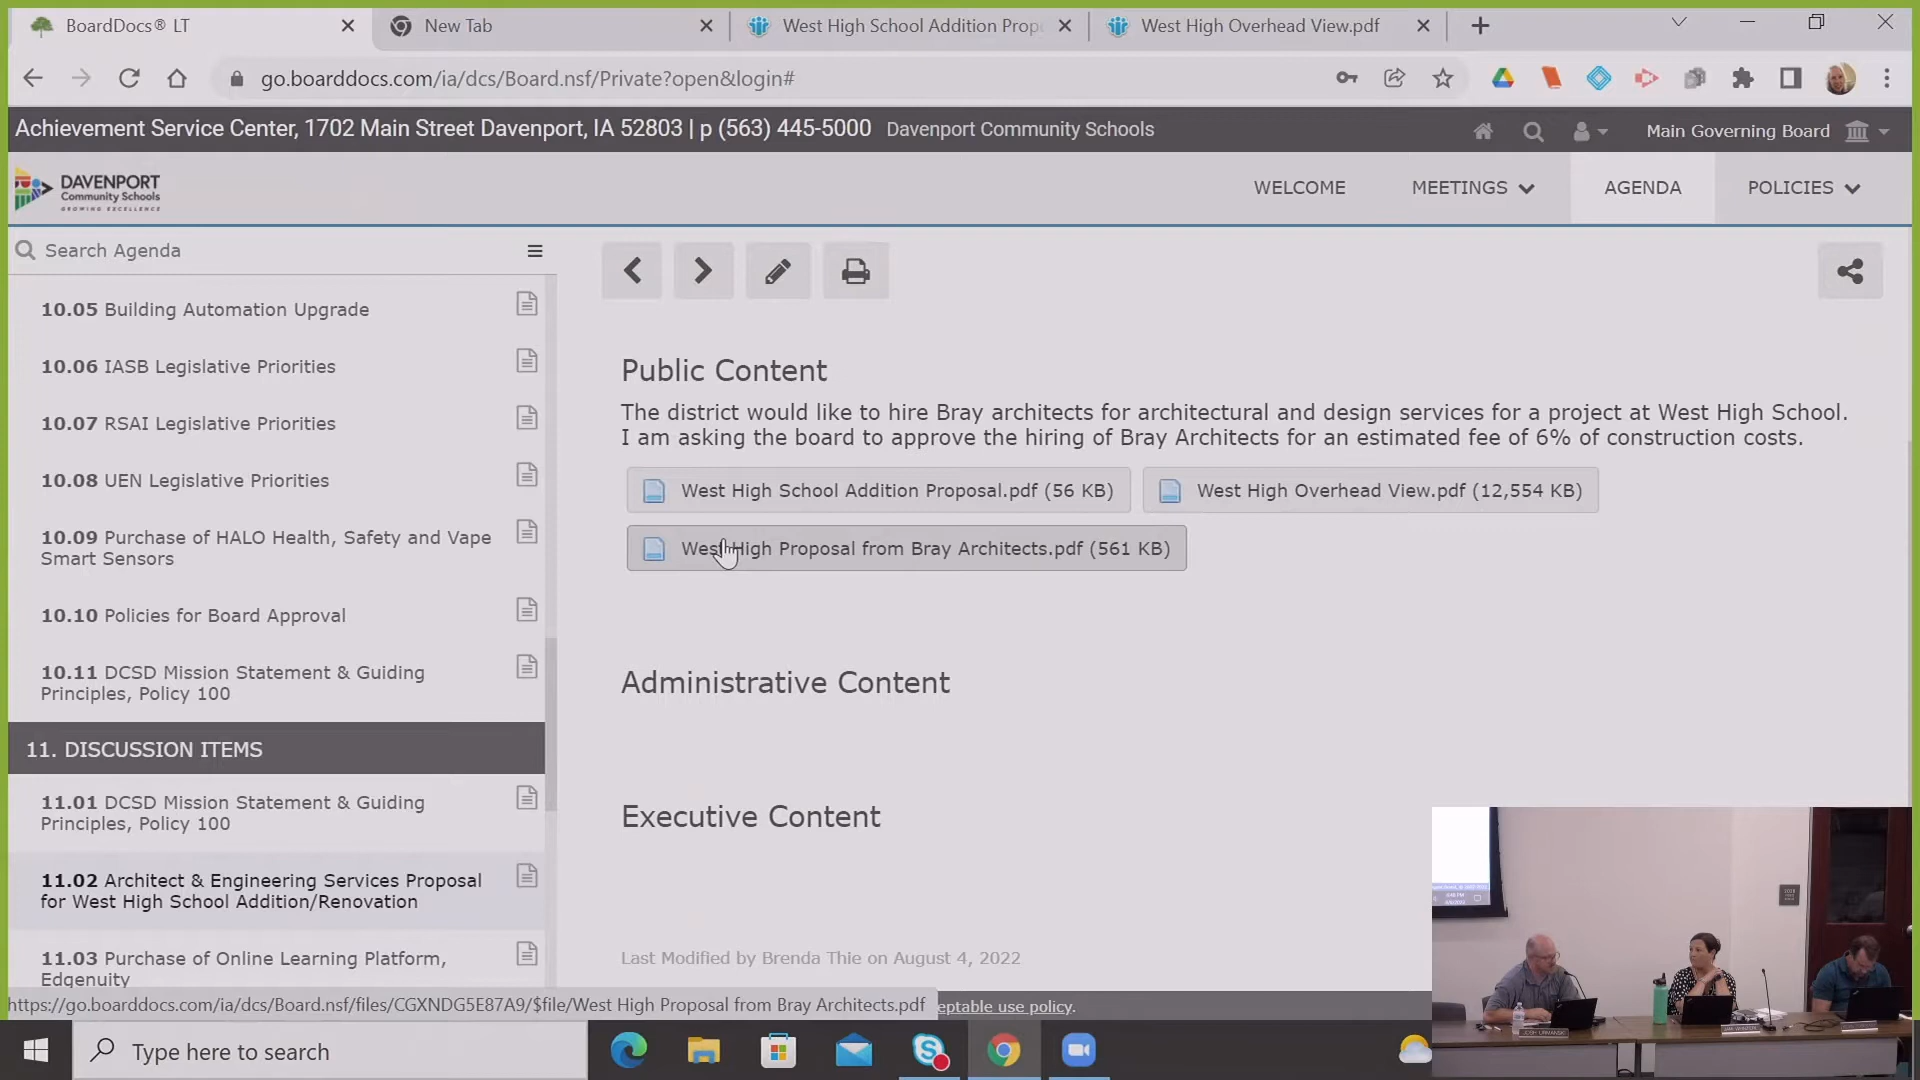 BoardDocs® LT
New Tab
West High School Addition Prop
West High Overhead View.pdf
go.boarddocs.com/ia/dcs/Board.nsf/Private?open&login#
Achievement Service Center, 1702 Main Street Davenport, IA 52803 | p (563) 445-5000 Davenport Community Schools
Main Governing Board
DAVENPORT
Community Schools
GROWING EXCELLENCE
WELCOME
MEETINGS
AGENDA
POLICIES
Search Agenda
10.05 Building Automation Upgrade
10.06 IASB Legislative Priorities
10.07 RSAI Legislative Priorities
10.08 UEN Legislative Priorities
10.09 Purchase of HALO Health, Safety and Vape
Smart Sensors
10.10 Policies for Board Approval
10.11 DCSD Mission Statement & Guiding
Principles, Policy 100
11. DISCUSSION ITEMS
11.01 DCSD Mission Statement & Guiding
Principles, Policy 100
11.02 Architect & Engineering Services Proposal
for West High School Addition/Renovation
11.03 Purchase of Online Learning Platform,
Edgenuity
Public Content
The district would like to hire Bray architects for architectural and design services for a project at West High School.
I am asking the board to approve the hiring of Bray Architects for an estimated fee of 6% of construction costs.
West High School Addition Proposal.pdf (56 KB)
West High Overhead View.pdf (12,554 KB)
West High Proposal from Bray Architects.pdf (561 KB)
Administrative Content
Executive Content
Last Modified by Brenda Thie on August 4, 2022
https://go.boarddocs.com/ia/dcs/Board.nsf/files/CGXNDG5E87A9/$file/West High Proposal from Bray Architects.pdf
eptable use policy.
Type here to search